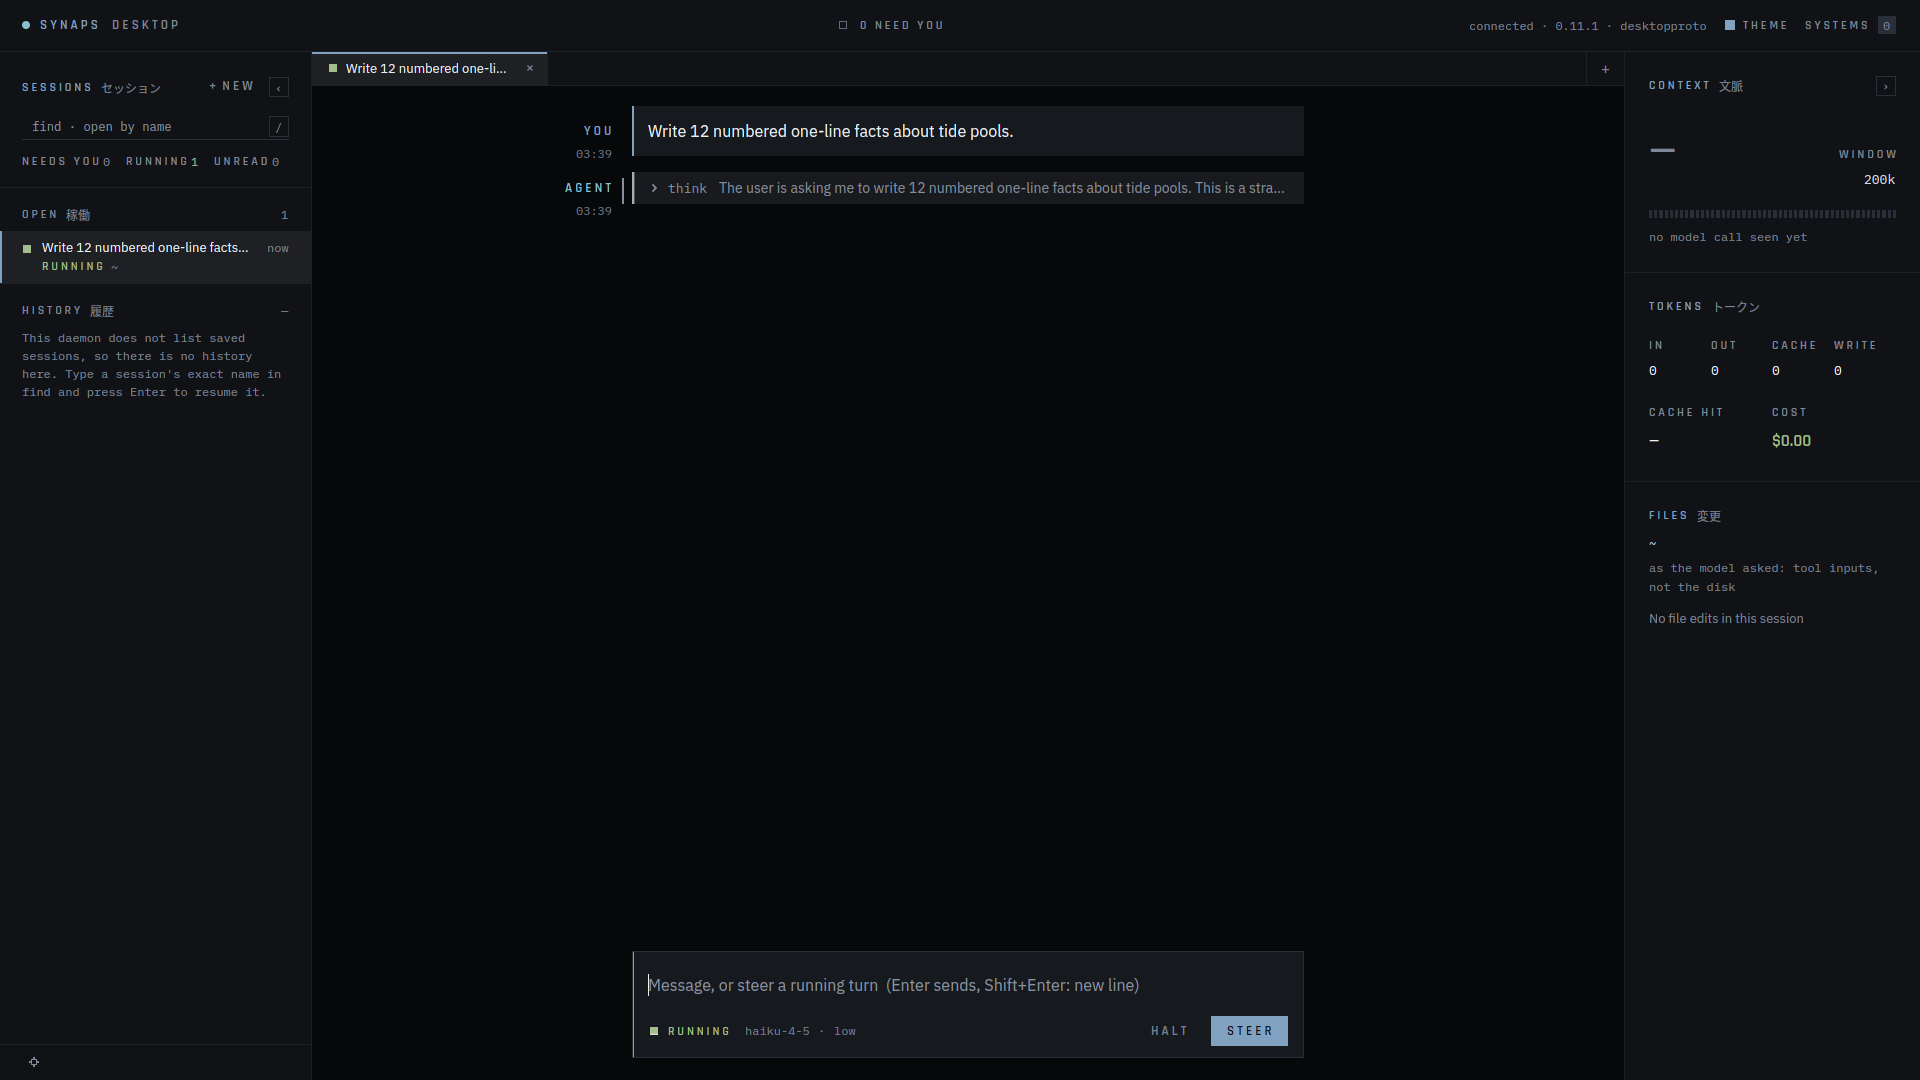 SYNAPS DESKTOP
0 NEED YOU
connected · 0.11.1 · desktopproto
THEME
SYSTEMS 0
SESSIONS セッション
+ NEW
‹
find · open by name
/
NEEDS YOU 0 RUNNING 1 UNREAD 0
OPEN 稼働
1
Write 12 numbered one-line facts...
now
RUNNING ~
HISTORY 履歴
—
This daemon does not list saved
sessions, so there is no history
here. Type a session's exact name in
find and press Enter to resume it.
Write 12 numbered one-li...
×
+
YOU
03:39
Write 12 numbered one-line facts about tide pools.
AGENT
03:39
› think The user is asking me to write 12 numbered one-line facts about tide pools. This is a stra...
Message, or steer a running turn (Enter sends, Shift+Enter: new line)
RUNNING haiku-4-5 · low
HALT
STEER
CONTEXT 文脈
›
—
WINDOW
200k
no model call seen yet
TOKENS トークン
IN OUT CACHE WRITE
0 0 0 0
CACHE HIT COST
— $0.00
FILES 変更
~
as the model asked: tool inputs,
not the disk
No file edits in this session